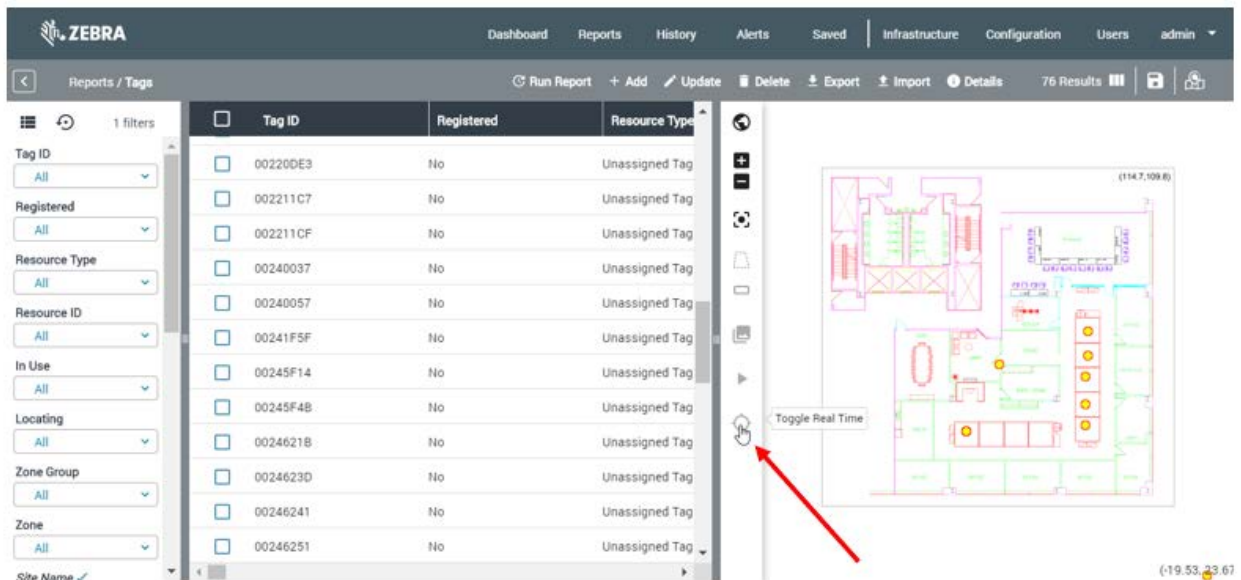 ZEBRA
Dashboard Reports History Alerts Saved Infrastructure Configuration Users admin
Reports / Tags
Run Report + Add Update Delete Export Import Details 76 Results
1 filters
Tag ID
All
Registered
All
Resource Type
All
Resource ID
All
In Use
All
Locating
All
Zone Group
All
Zone
All
Site Name
Tag ID Registered Resource Type
00220DE3 No Unassigned Tag
002211C7 No Unassigned Tag
002211CF No Unassigned Tag
00240037 No Unassigned Tag
00240057 No Unassigned Tag
00241F5F No Unassigned Tag
00245F14 No Unassigned Tag
00245F4B No Unassigned Tag
0024621B No Unassigned Tag
0024623D No Unassigned Tag
00246241 No Unassigned Tag
00246251 No Unassigned Tag
Toggle Real Time
(114.7,109.8)
(-19.53,-23.67